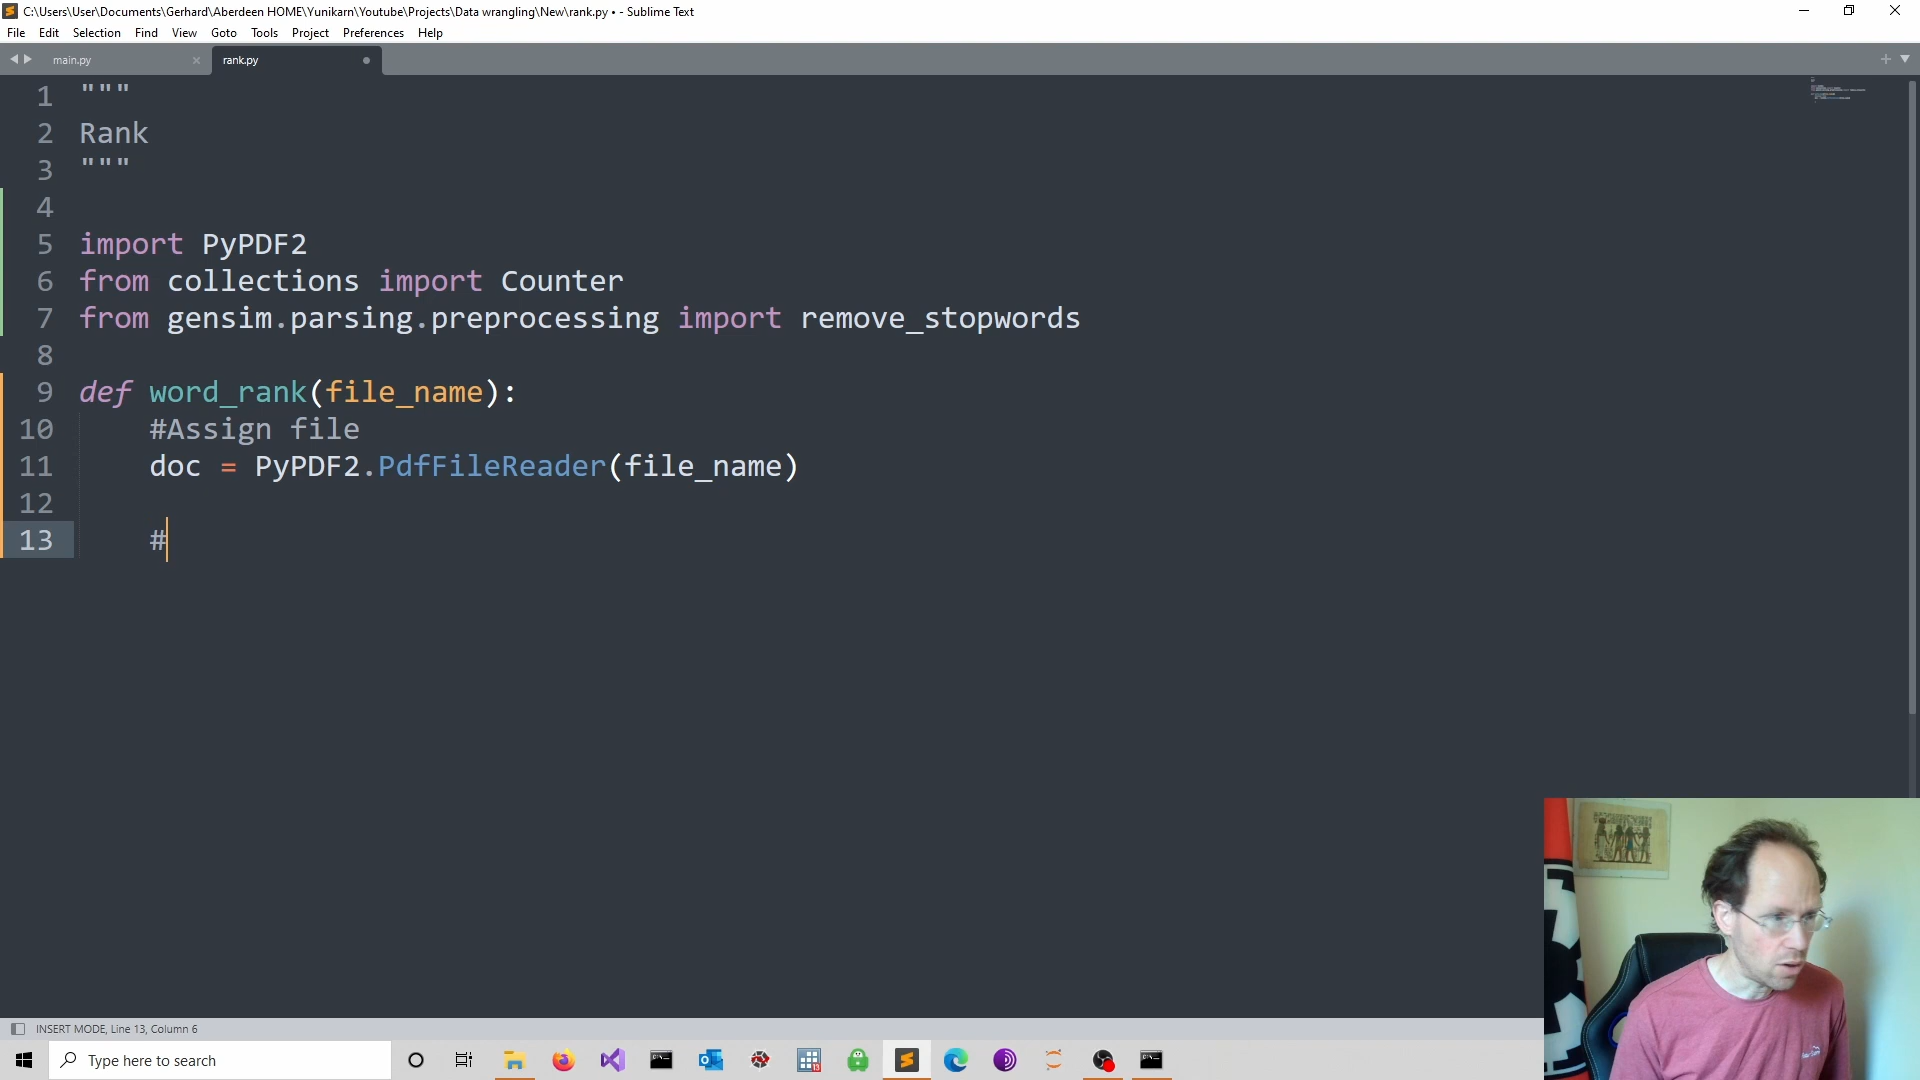 C:\Users\User\Documents\Gerhard\Aberdeen HOME\Yunikarn\Youtube\Projects\Data wrangling\New\rank.py • - Sublime Text
File Edit Selection Find View Goto Tools Project Preferences Help
main.py rank.py
1 """
2 Rank
3 """
4
5 import PyPDF2
6 from collections import Counter
7 from gensim.parsing.preprocessing import remove_stopwords
8
9 def word_rank(file_name):
10 #Assign file
11 doc = PyPDF2.PdfFileReader(file_name)
12
13 #
INSERT MODE, Line 13, Column 6
Type here to search